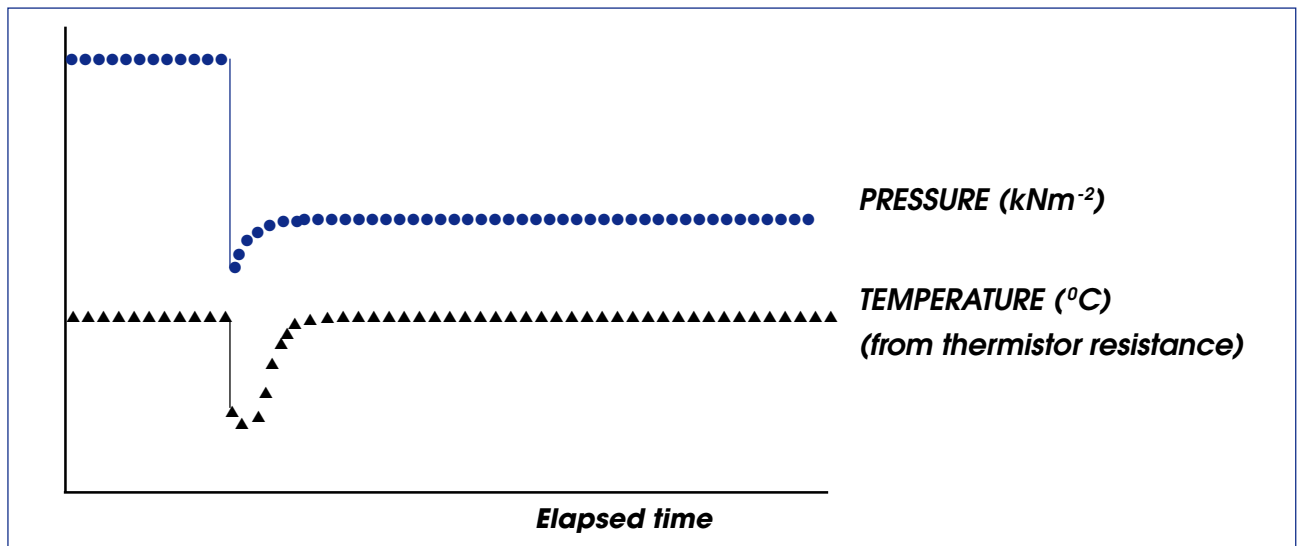 PRESSURE (kNm⁻²)
TEMPERATURE (⁰C)
(from thermistor resistance)
Elapsed time